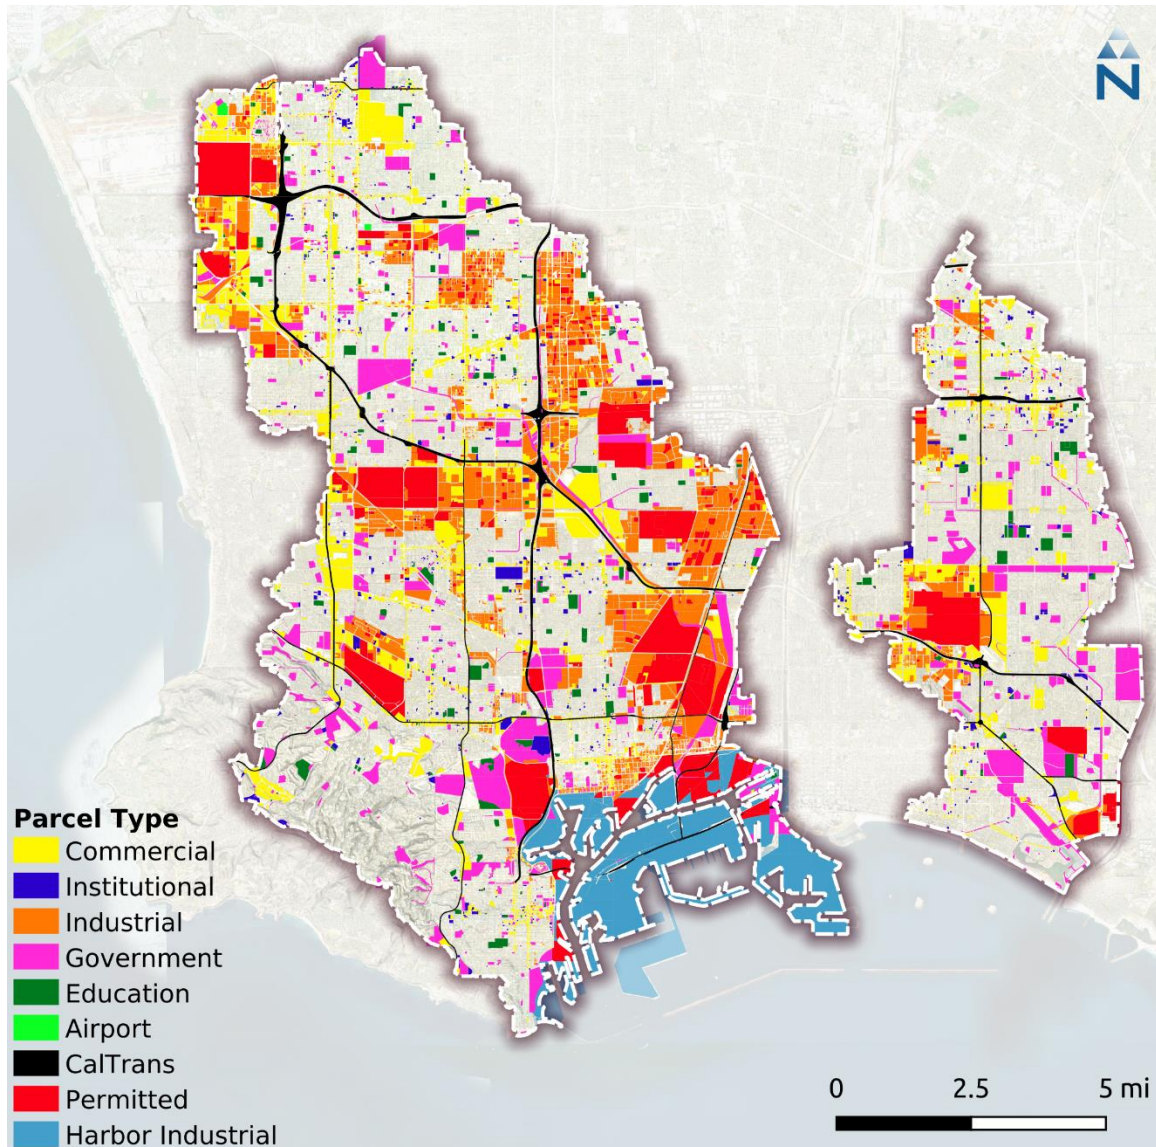 N
Parcel Type
Commercial
Institutional
Industrial
Government
Education
Airport
CalTrans
Permitted
Harbor Industrial
0 2.5 5 mi